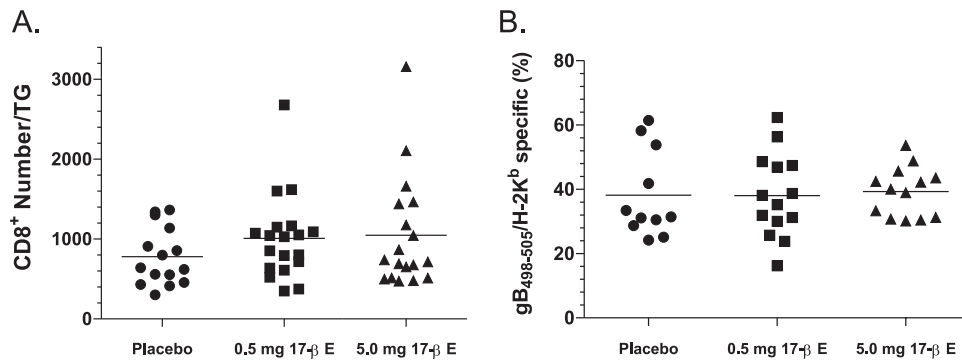 A.
CD8+ Number/TG
3000
2000
1000
0
Placebo
0.5 mg 17-β E
5.0 mg 17-β E
B.
gB498-505/H-2Kb specific (%)
80
60
40
20
0
Placebo
0.5 mg 17-β E
5.0 mg 17-β E